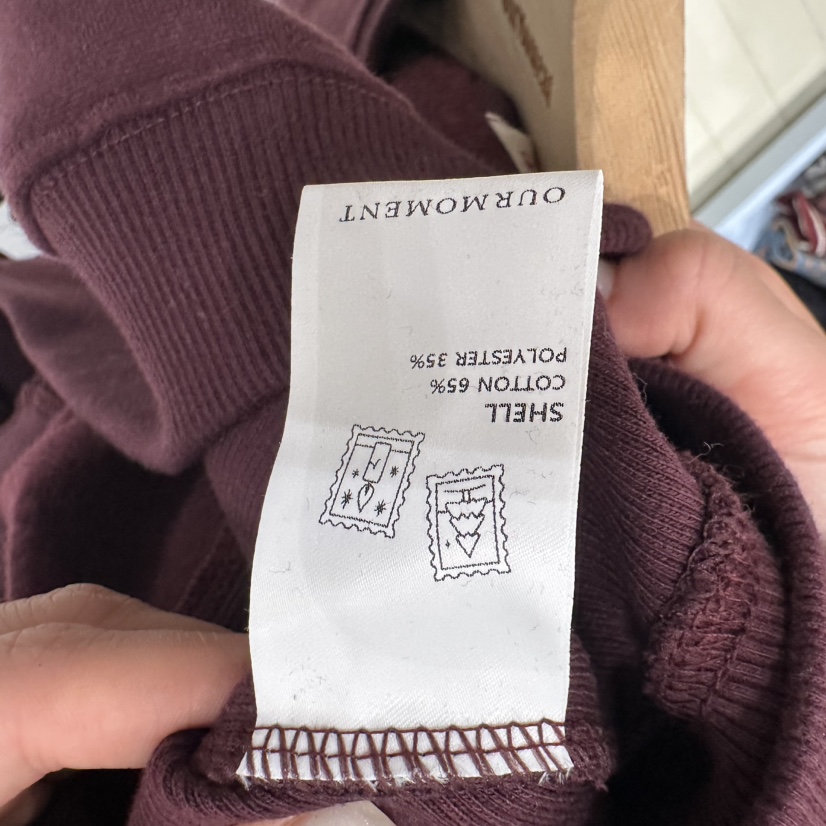 SHELL
COTTON 65%
POLYESTER 35%
OURMOMENT